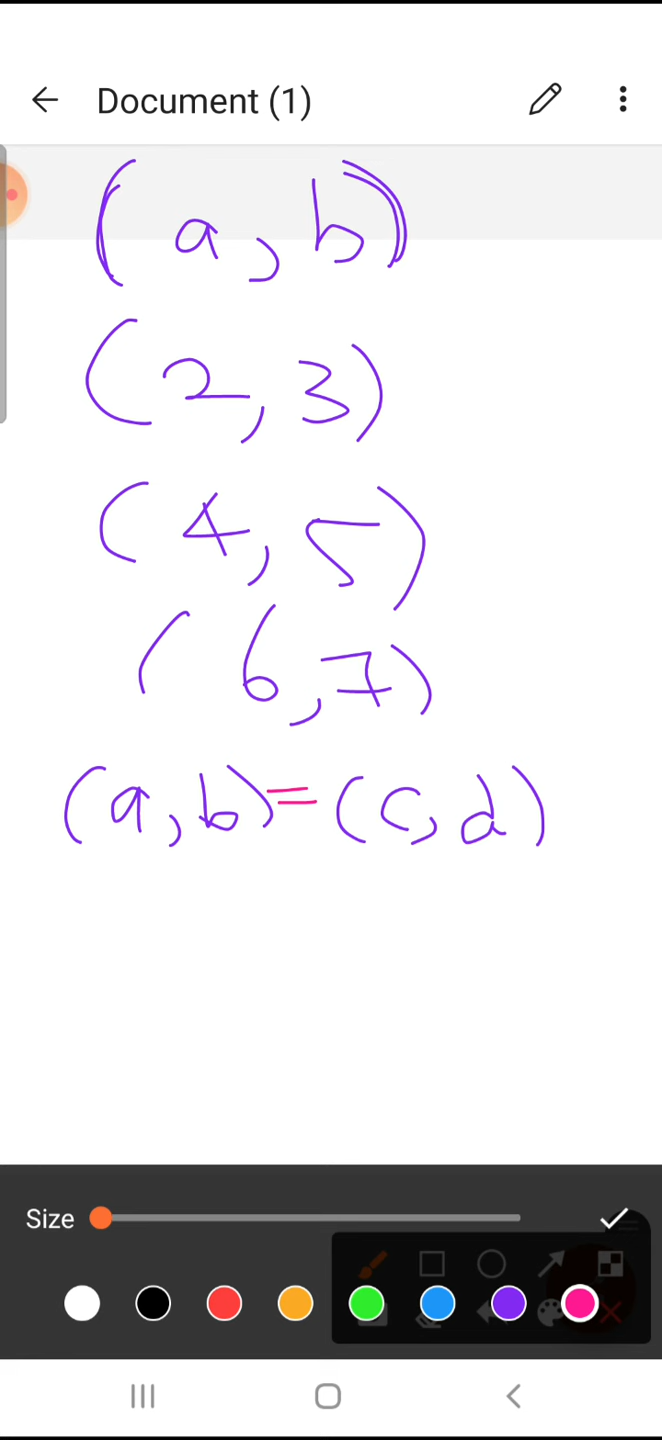 Document (1)
(a, b)
(2, 3)
(4, 5)
(6, 7)
(a, b) = (c, d)
Size